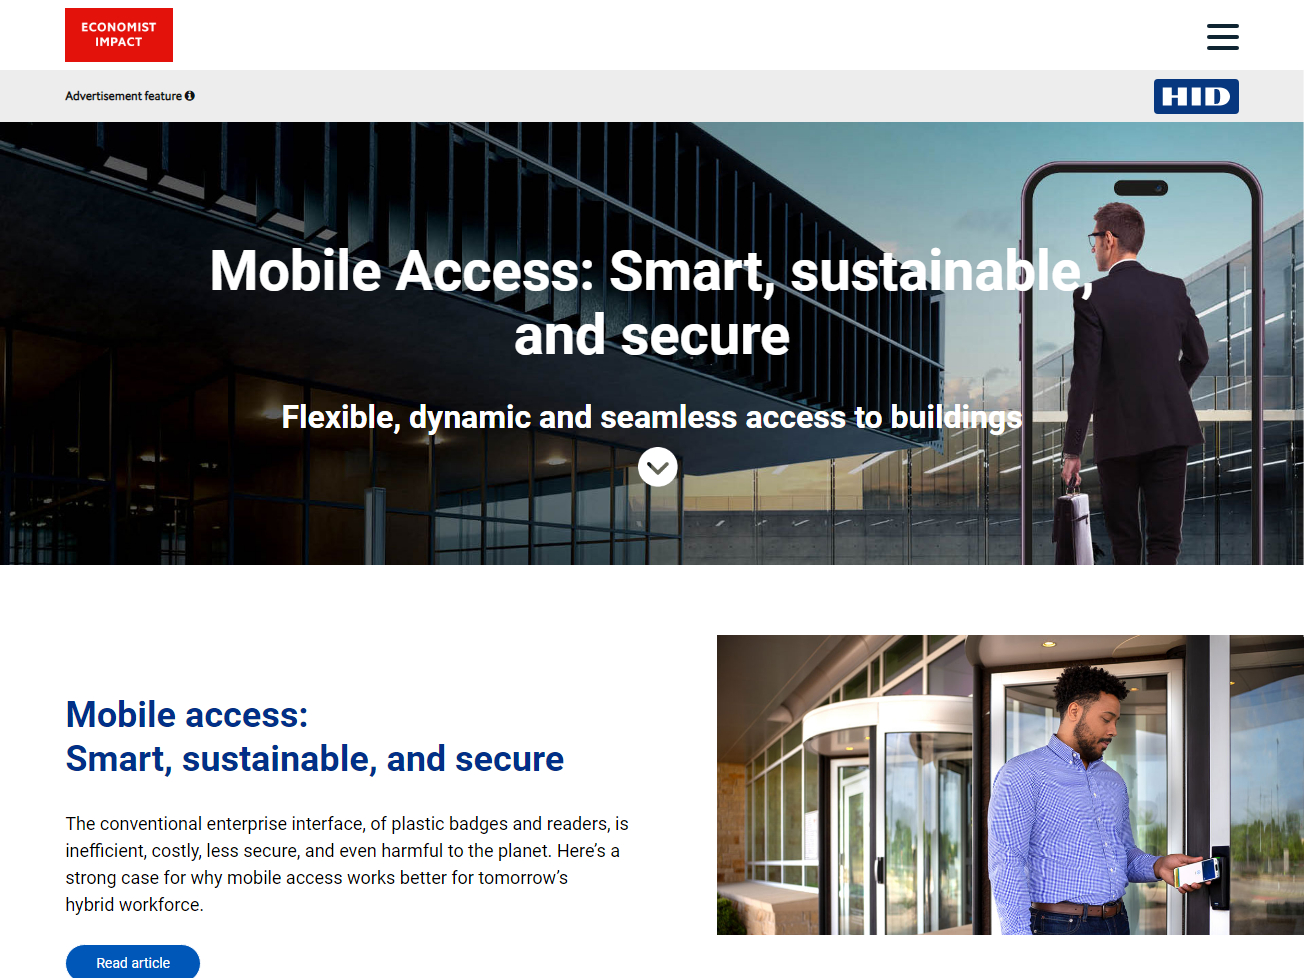 ECONOMIST
IMPACT
Advertisement feature
HID
Mobile Access: Smart, sustainable,
and secure
Flexible, dynamic and seamless access to buildings
Mobile access:
Smart, sustainable, and secure
The conventional enterprise interface, of plastic badges and readers, is
inefficient, costly, less secure, and even harmful to the planet. Here’s a
strong case for why mobile access works better for tomorrow’s
hybrid workforce.
Read article